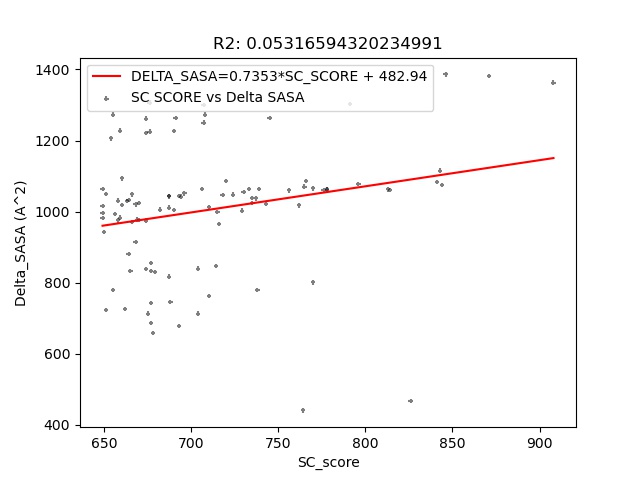 R2: 0.05316594320234991
DELTA_SASA=0.7353*SC_SCORE + 482.94
SC SCORE vs Delta SASA
Delta_SASA (A^2)
1400
1200
1000
800
600
400
650 700 750 800 850 900
SC_score